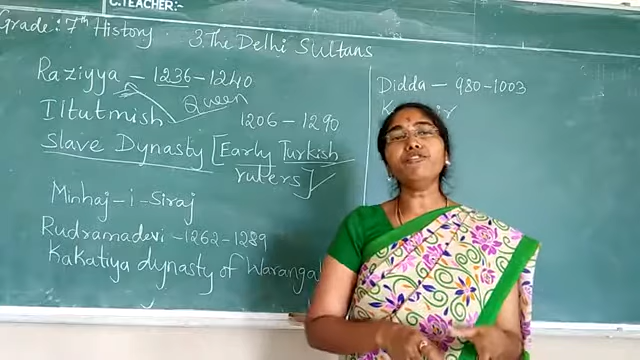 C.TEACHER:-
Grade: 7th History
3. The Delhi Sultans
Raziyya - 1236-1240
Queen
Iltutmish
1206 - 1290
Slave Dynasty [Early Turkish
rulers]
Minhaj-i-Siraj
Rudramadevi - 1262-1289
Kakatiya dynasty of Waranga
Didda - 980-1003